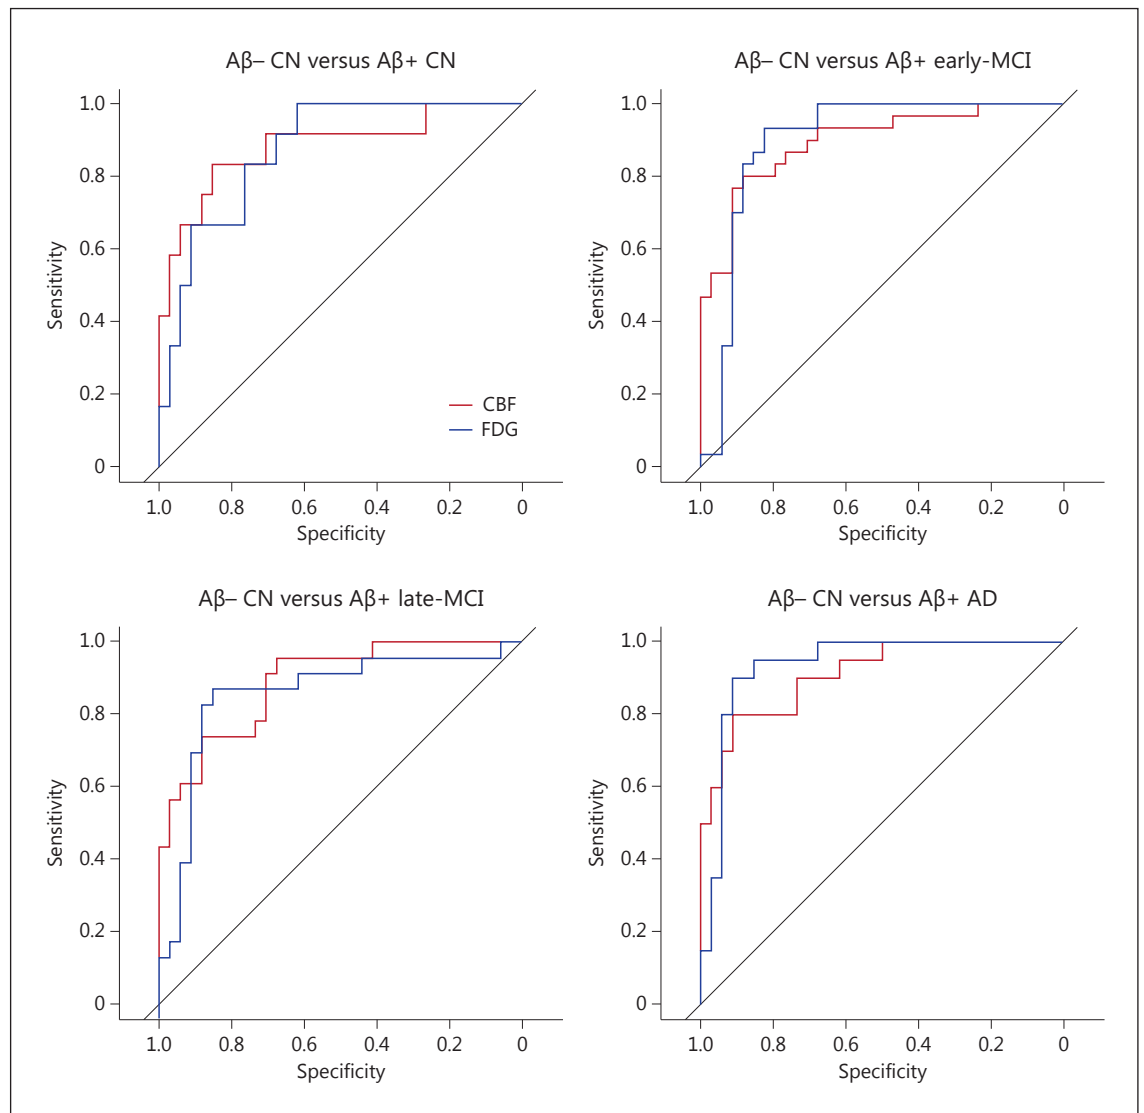 Aβ– CN versus Aβ+ CN
1.0
0.8
0.6
0.4
0.2
0
Sensitivity
CBF
FDG
1.0 0.8 0.6 0.4 0.2 0
Specificity
Aβ– CN versus Aβ+ early-MCI
1.0
0.8
0.6
0.4
0.2
0
Sensitivity
1.0 0.8 0.6 0.4 0.2 0
Specificity
Aβ– CN versus Aβ+ late-MCI
1.0
0.8
0.6
0.4
0.2
0
Sensitivity
1.0 0.8 0.6 0.4 0.2 0
Specificity
Aβ– CN versus Aβ+ AD
1.0
0.8
0.6
0.4
0.2
0
Sensitivity
1.0 0.8 0.6 0.4 0.2 0
Specificity